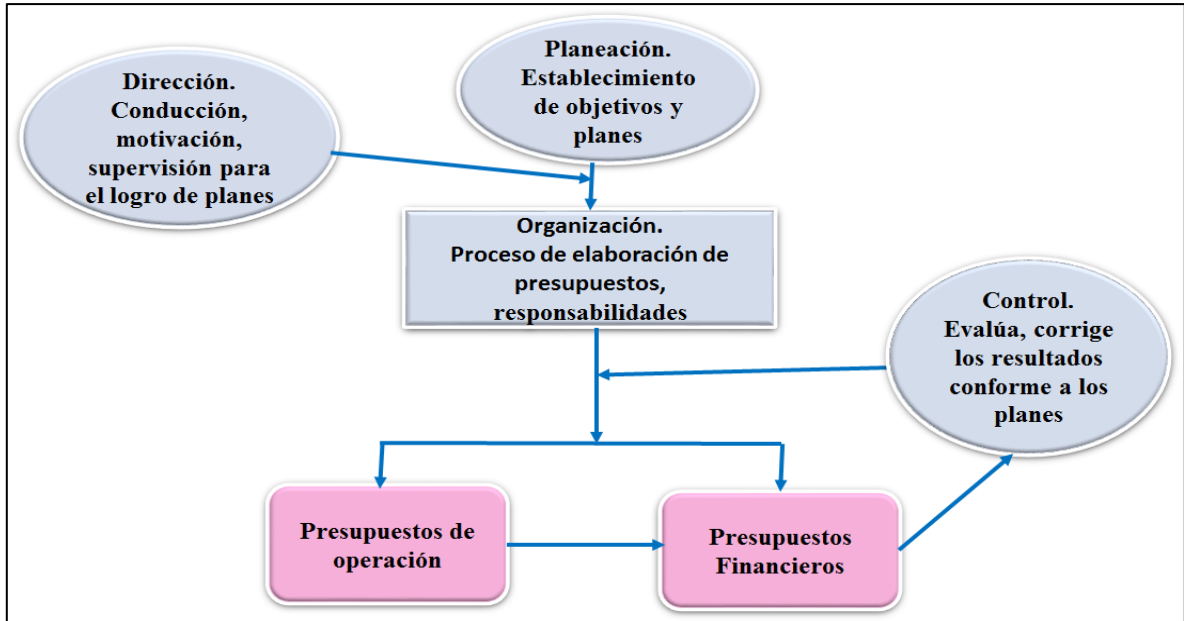 Dirección.
Conducción,
motivación,
supervisión para
el logro de planes
Planeación.
Establecimiento
de objetivos y
planes
Organización.
Proceso de elaboración de
presupuestos,
responsabilidades
Control.
Evalúa, corrige
los resultados
conforme a los
planes
Presupuestos de
operación
Presupuestos
Financieros